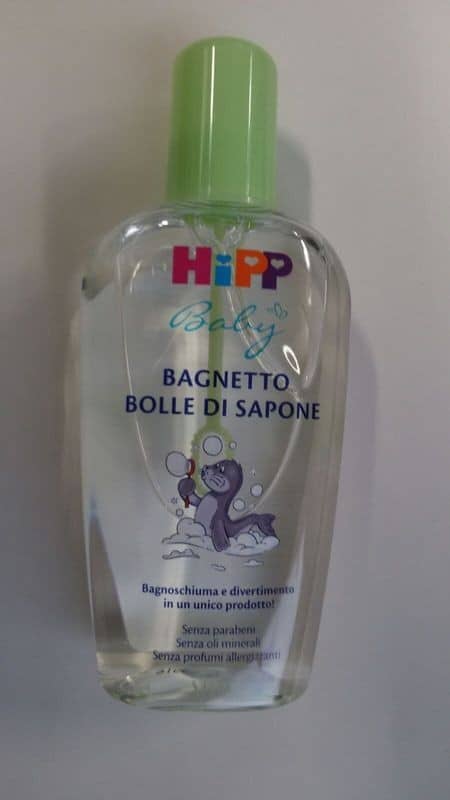 HiPP
Baby
BAGNETTO
BOLLE DI SAPONE
Bagnoschiuma e divertimento
in un unico prodotto!
Senza parabeni
Senza oli minerali
Senza profumi allergizzanti